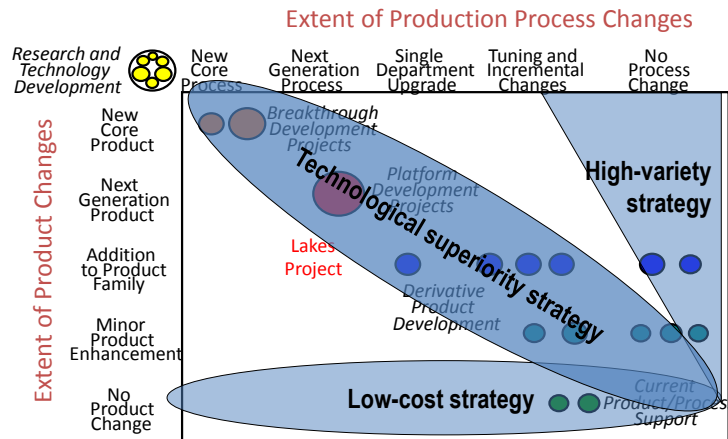 Extent of Production Process Changes
Research and
Technology
Development
New
Core
Process
Next
Generation
Process
Single
Department
Upgrade
Tuning and
Incremental
Changes
No
Process
Change
Extent of Product Changes
New
Core
Product
Breakthrough
Development
Projects
Next
Generation
Product
Platform
Development
Projects
Technological superiority strategy
High-variety
strategy
Addition
to Product
Family
Lakes
Project
Derivative
Product
Development
Minor
Product
Enhancement
No
Product
Change
Low-cost strategy
Current
Product/Process
Support